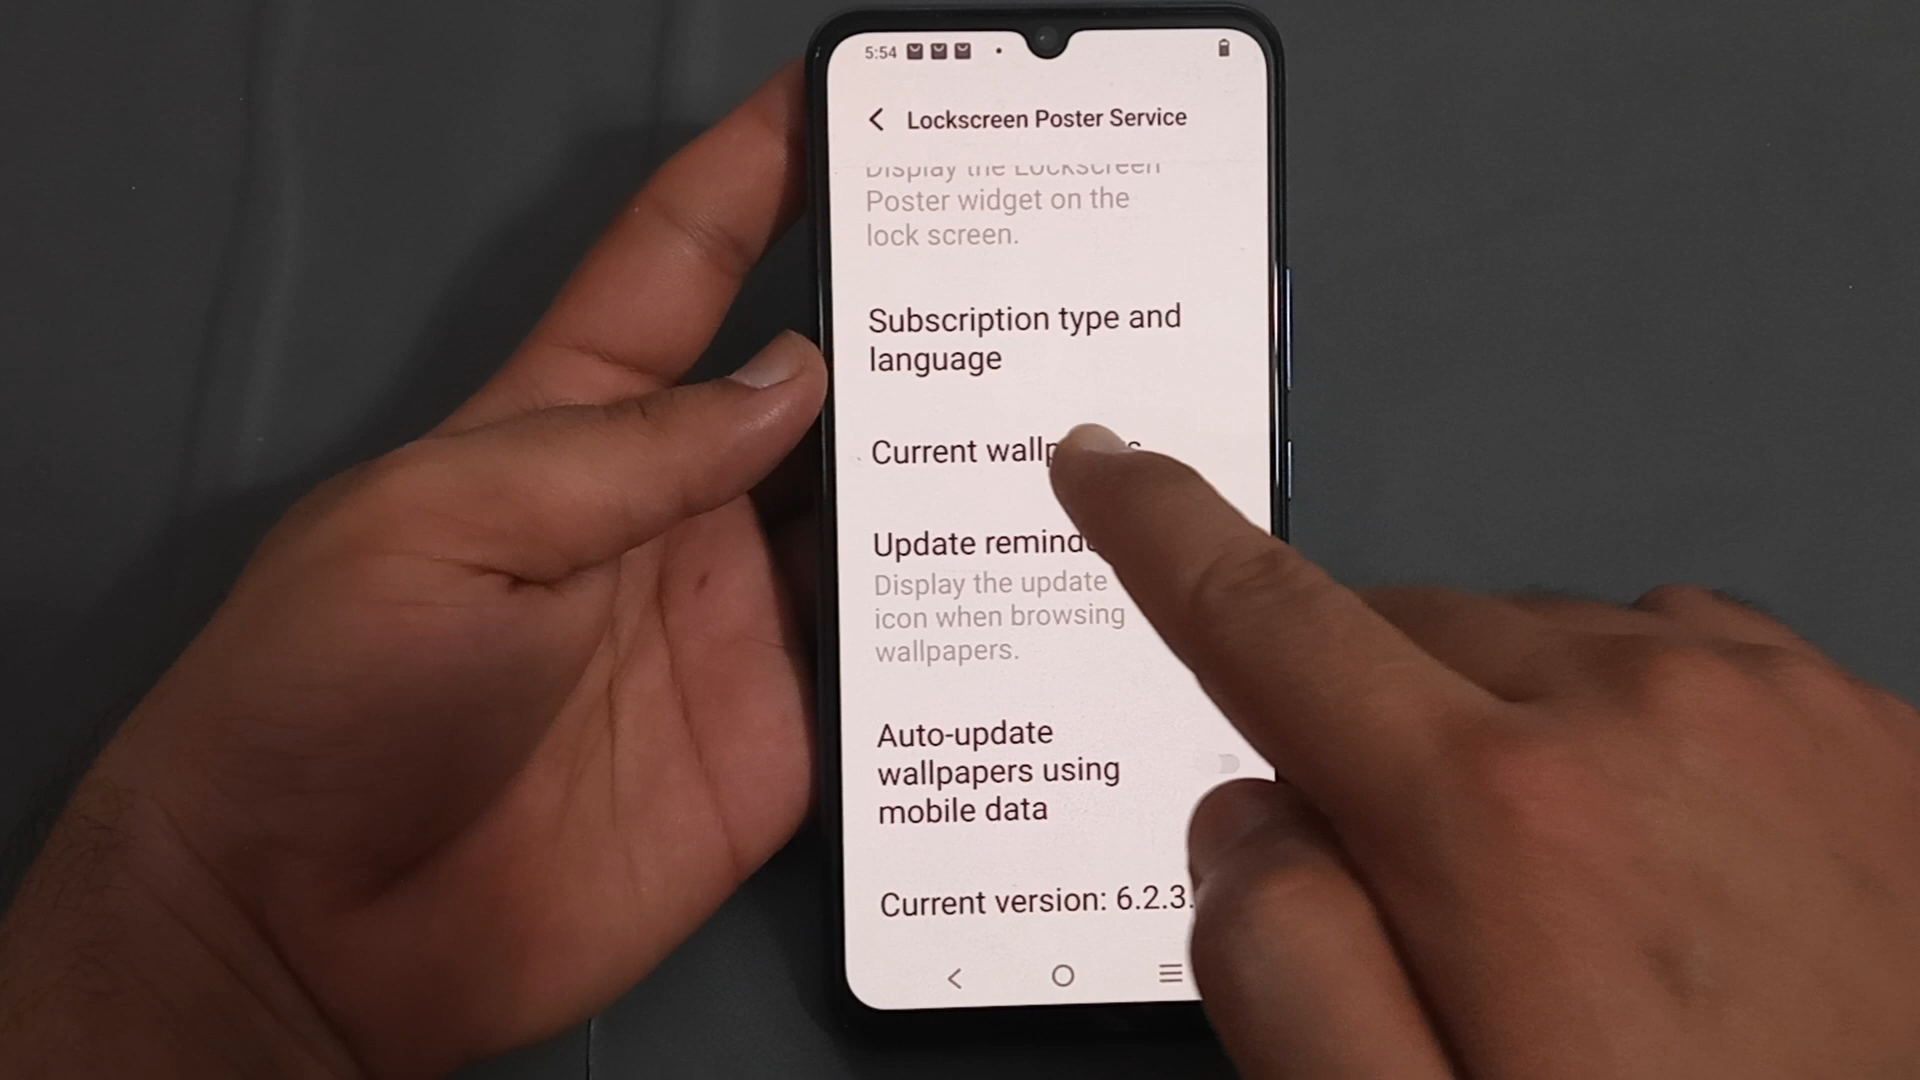 5:54
Lockscreen Poster Service
Display the Lockscreen
Poster widget on the
lock screen.
Subscription type and
language
Current
Update
Display the update
icon when browsing
wallpapers.
Auto-update
wallpapers using
mobile data
Current version: 6.2.3.